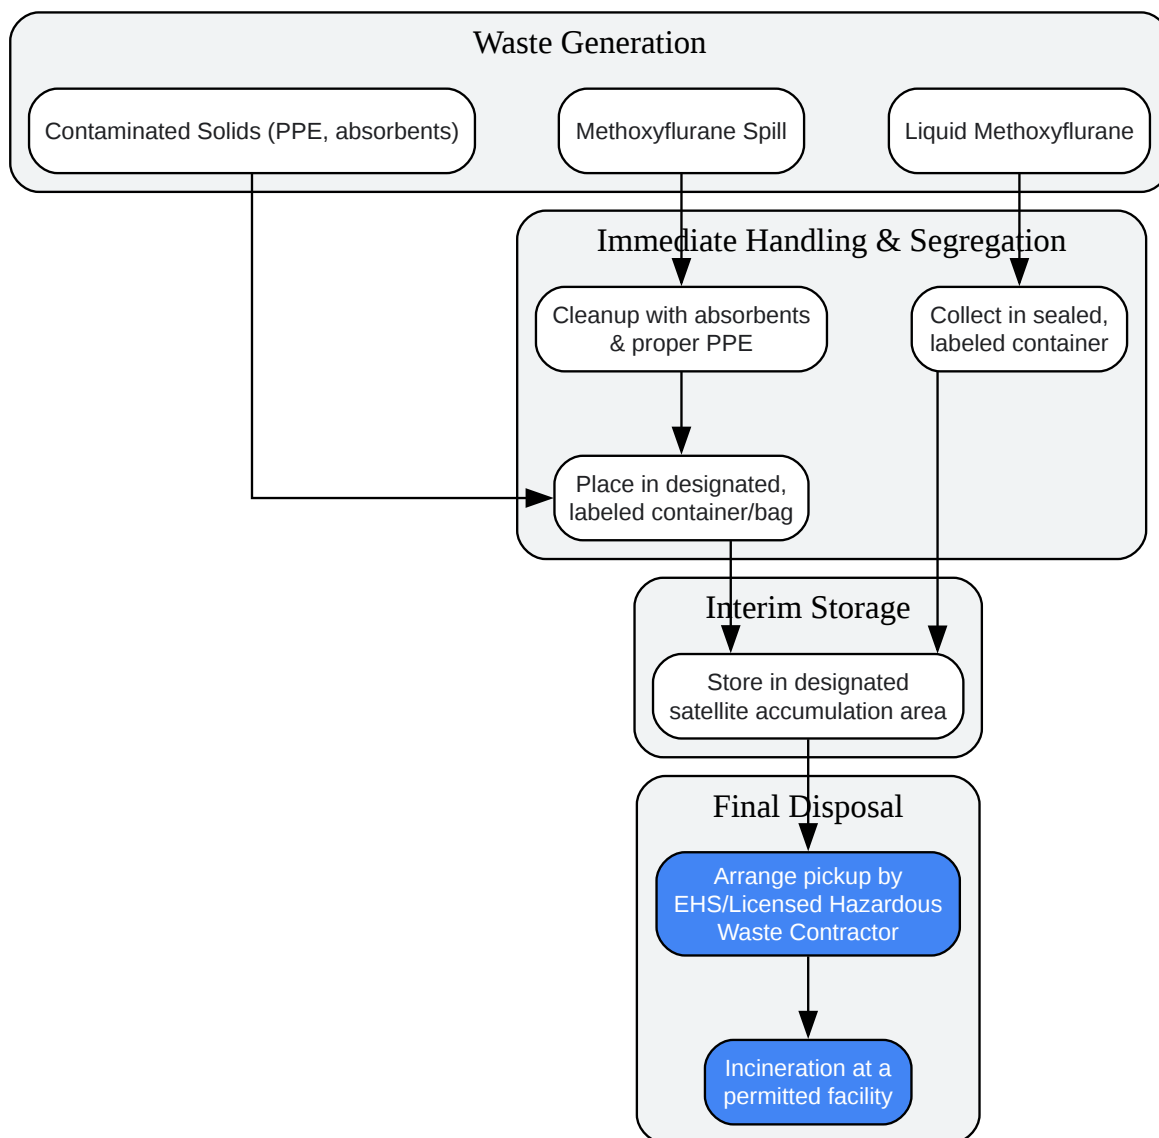 Waste Generation
Contaminated Solids (PPE, absorbents)
Methoxyflurane Spill
Liquid Methoxyflurane
Immediate Handling & Segregation
Cleanup with absorbents
& proper PPE
Collect in sealed,
labeled container
Place in designated,
labeled container/bag
Interim Storage
Store in designated
satellite accumulation area
Final Disposal
Arrange pickup by
EHS/Licensed Hazardous
Waste Contractor
Incineration at a
permitted facility